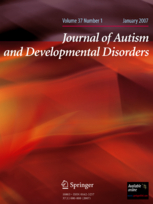 Volume 37 Number 1 January 2007
Journal of Autism
and Developmental Disorders
Springer
Available
online